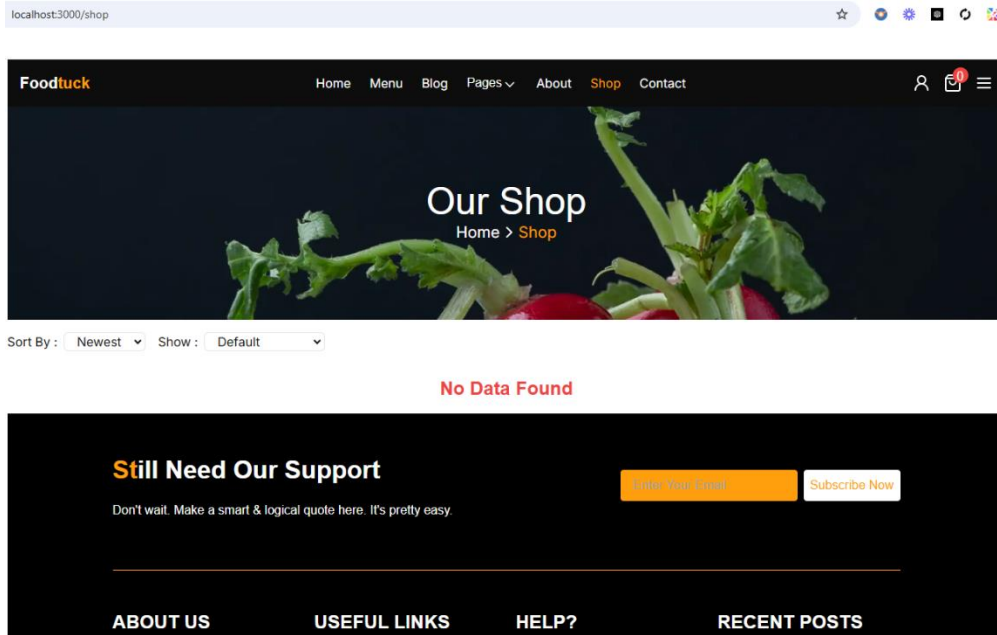 localhost:3000/shop
Foodtuck Home Menu Blog Pages About Shop Contact 0
Our Shop
Home > Shop
Sort By : Newest Show : Default
No Data Found
Still Need Our Support
Enter Your Email Subscribe Now
Don't wait. Make a smart & logical quote here. It's pretty easy.
ABOUT US USEFUL LINKS HELP? RECENT POSTS